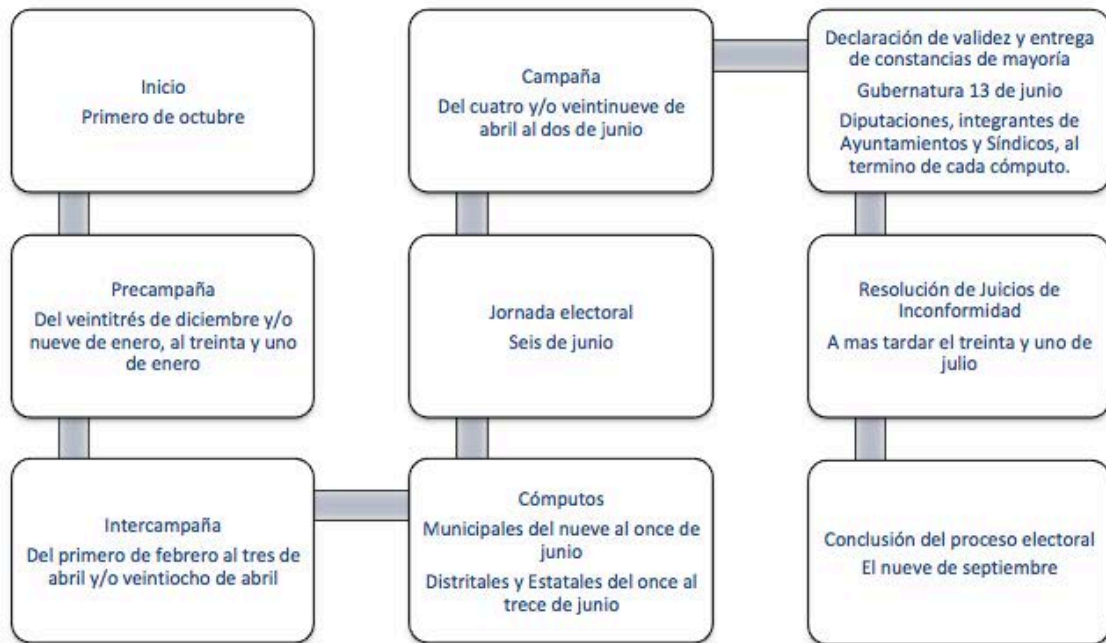 Inicio
Primero de octubre
Precampaña
Del veintitrés de diciembre y/o
nueve de enero, al treinta y uno
de enero
Intercampaña
Del primero de febrero al tres de
abril y/o veintiocho de abril
Campaña
Del cuatro y/o veintinueve de
abril al dos de junio
Jornada electoral
Seis de junio
Cómputos
Municipales del nueve al once de
junio
Distritales y Estatales del once al
trece de junio
Declaración de validez y entrega
de constancias de mayoría
Gubernatura 13 de junio
Diputaciones, integrantes de
Ayuntamientos y Síndicos, al
termino de cada cómputo.
Resolución de Juicios de
Inconformidad
A mas tardar el treinta y uno de
julio
Conclusión del proceso electoral
El nueve de septiembre